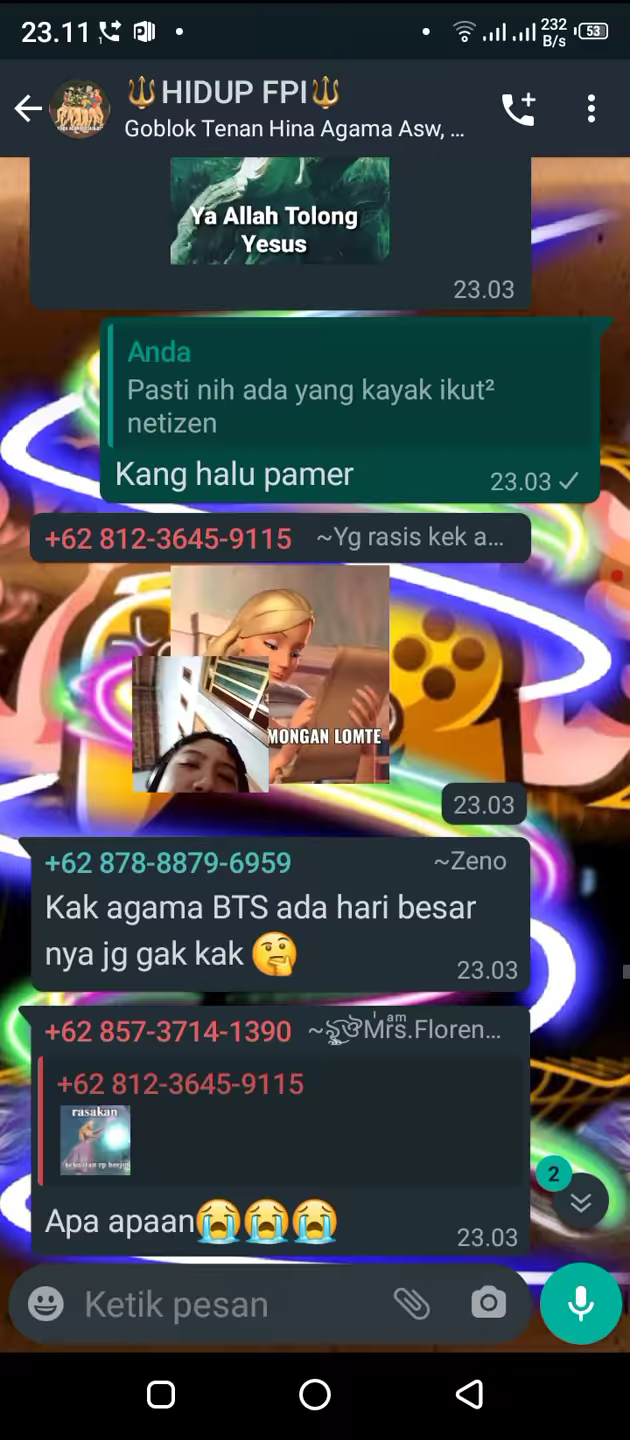 23.11
232
B/s
53
🔱HIDUP FPI🔱
Goblok Tenan Hina Agama Asw, ...
Ya Allah Tolong
Yesus
23.03
Anda
Pasti nih ada yang kayak ikut²
netizen
Kang halu pamer
23.03
+62 812-3645-9115 ~Yg rasis kek a...
MONGAN LOMTE
23.03
+62 878-8879-6959 ~Zeno
Kak agama BTS ada hari besar
nya jg gak kak 🤔
23.03
+62 857-3714-1390 am Mrs.Floren...
+62 812-3645-9115
rasakan
kekuatan rp heejin
Apa apaan😭😭😭
23.03
2
Ketik pesan